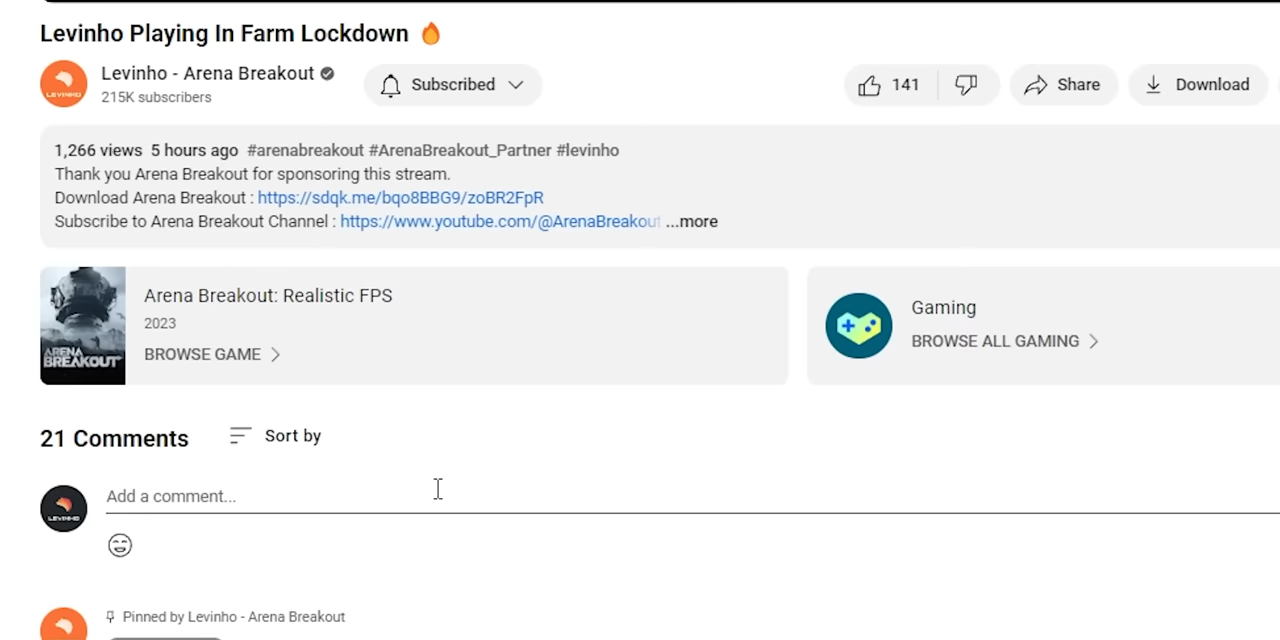 Levinho Playing In Farm Lockdown 🔥
LEVINHO
Levinho - Arena Breakout
215K subscribers
Subscribed
141
Share
Download
1,266 views 5 hours ago #arenabreakout #ArenaBreakout_Partner #levinho
Thank you Arena Breakout for sponsoring this stream.
Download Arena Breakout : https://sdqk.me/bqo8BBG9/zoBR2FpR
Subscribe to Arena Breakout Channel : https://www.youtube.com/@ArenaBreakout ...more
ARENA
BREAKOUT
Arena Breakout: Realistic FPS
2023
BROWSE GAME
Gaming
BROWSE ALL GAMING
21 Comments
Sort by
LEVINHO
Add a comment...
Pinned by Levinho - Arena Breakout